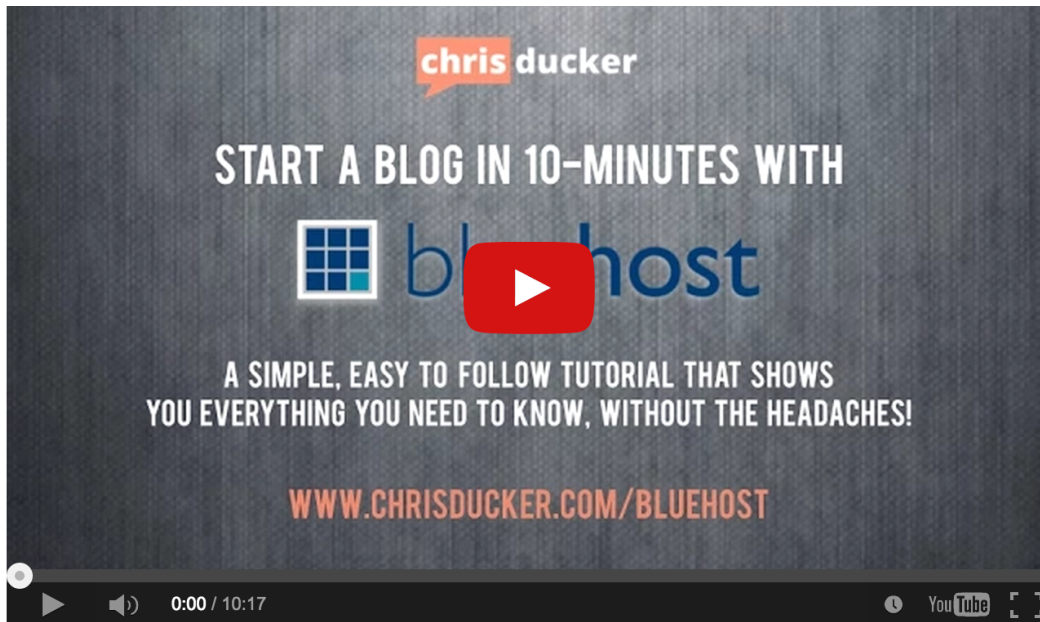 chris ducker
START A BLOG IN 10-MINUTES WITH
host
A SIMPLE, EASY TO FOLLOW TUTORIAL THAT SHOWS
YOU EVERYTHING YOU NEED TO KNOW, WITHOUT THE HEADACHES!
WWW.CHRISDUCKER.COM/BLUEHOST
0:00 / 10:17
YouTube